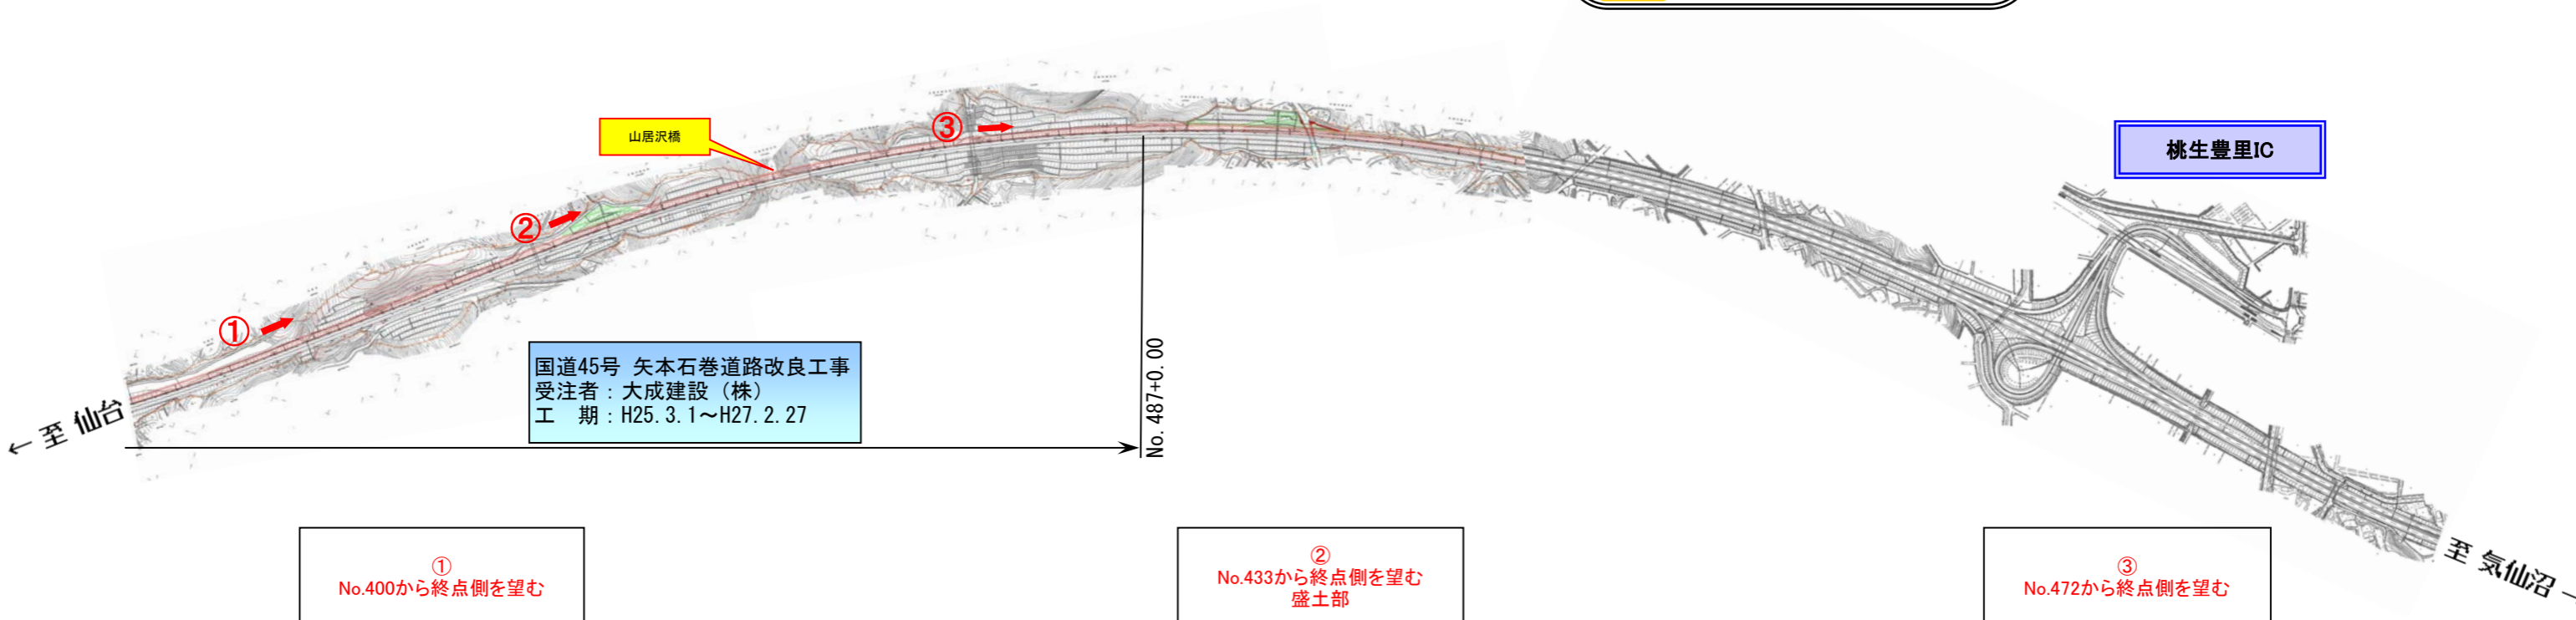 山居沢橋
③
桃生豊里IC
②
①
国道45号 矢本石巻道路改良工事
受注者：大成建設（株）
工　期：H25.3.1～H27.2.27
No.487+0.00
←至 仙台
至 気仙沼→
①
No.400から終点側を望む
②
No.433から終点側を望む
盛土部
③
No.472から終点側を望む